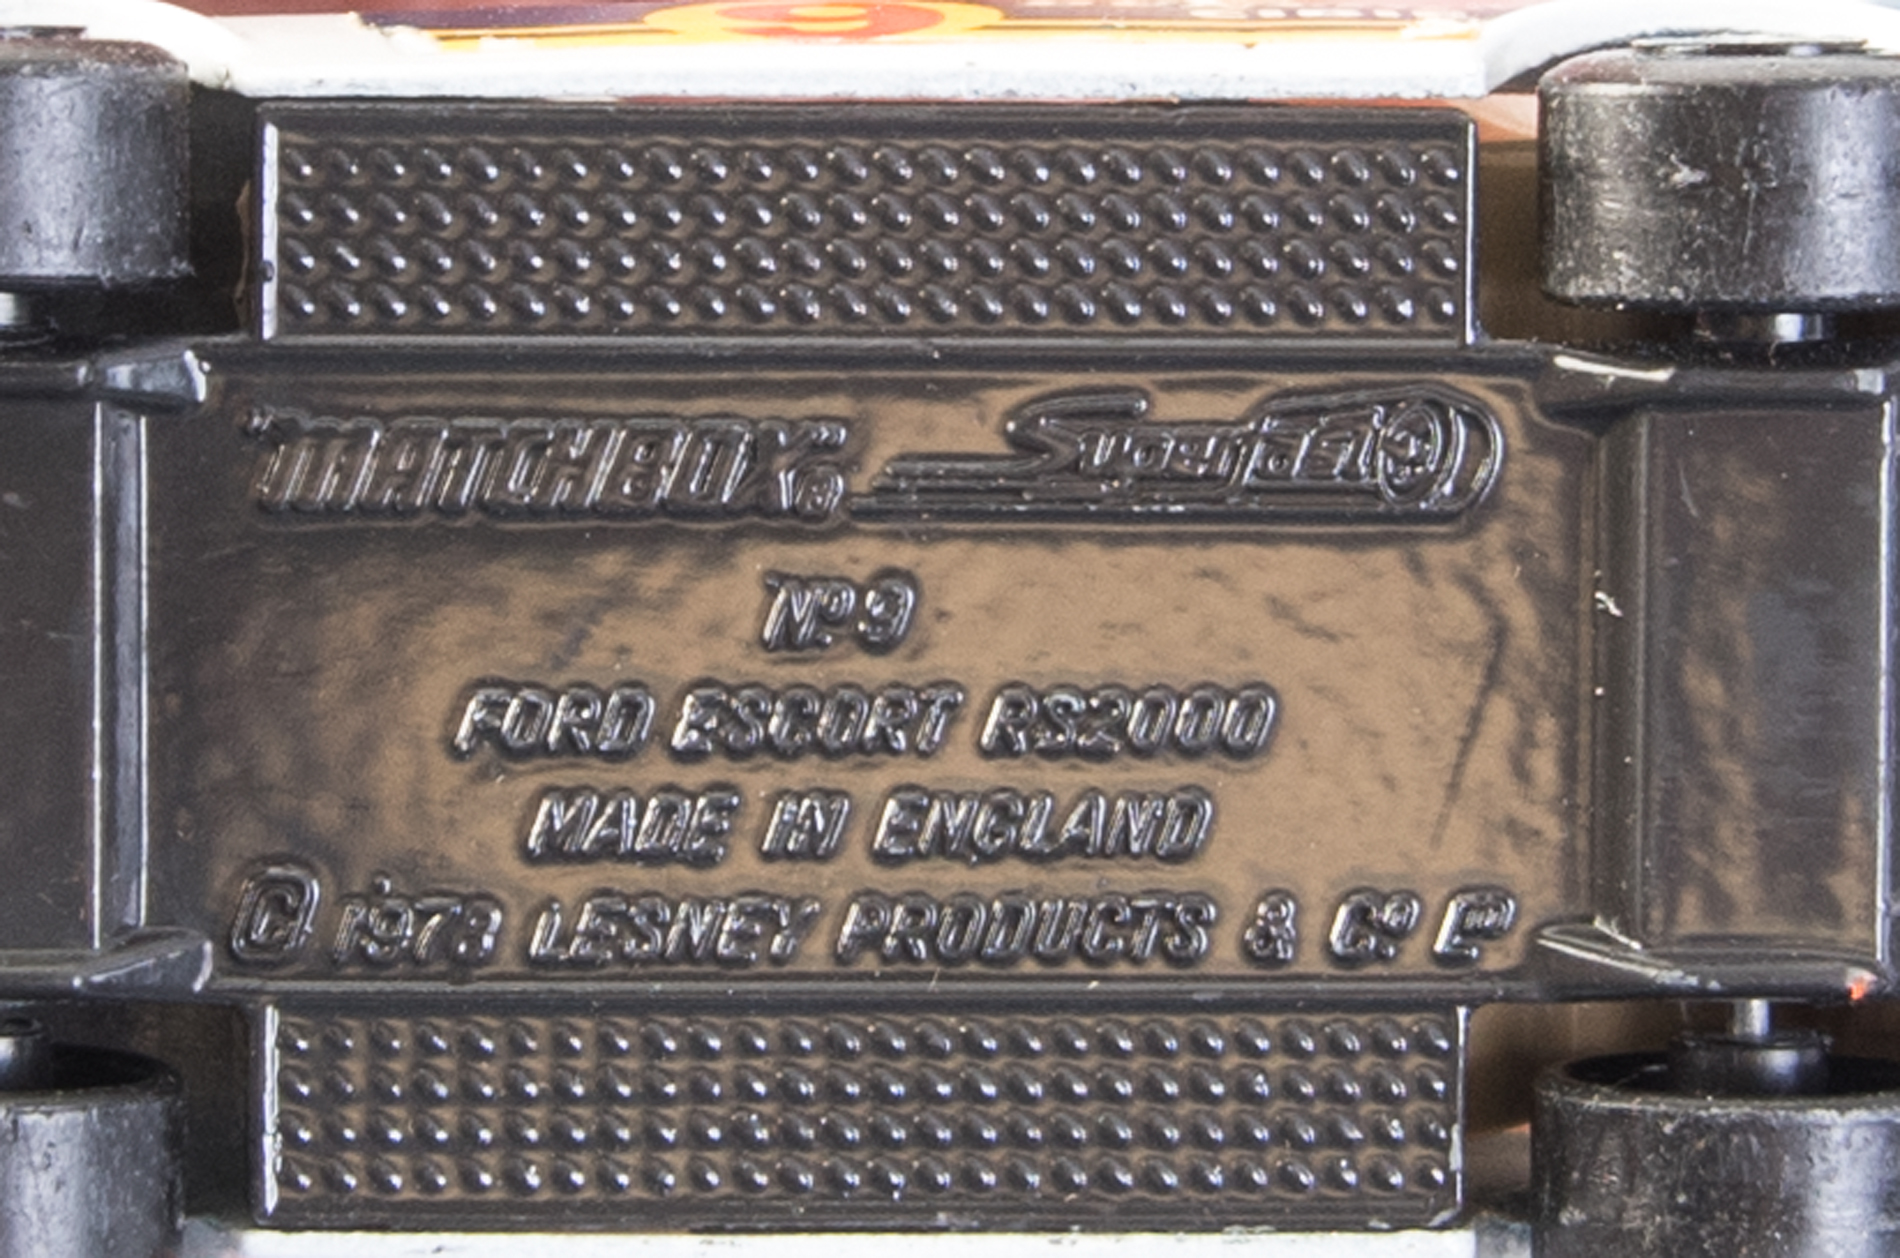 "MATCHBOX"® Superfast
Nº 9
FORD ESCORT RS2000
MADE IN ENGLAND
© 1978 LESNEY PRODUCTS & Cº Lᵀᴰ